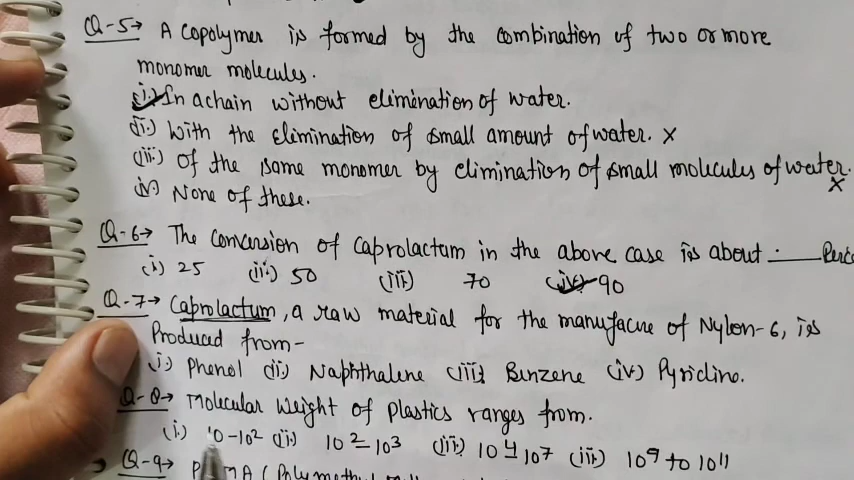 Q-5→ A copolymer is formed by the combination of two or more
monomer molecules.
(i.) In a chain without elimination of water.
(ii.) With the elimination of small amount of water. x
(iii.) Of the same monomer by elimination of small molecules of water. x
(iv) None of these.
Q-6→ The conversion of caprolactum in the above case is about
(i) 25 (ii.) 50 (iii) 70 (iv) 90
Q-7→ Caprolactum, a raw material for the manufacne of Nylon-6, is
Produced from-
(i.) Phenol (ii.) Naphthalene (iii) Benzene (iv) Pyridine.
Q-8→ Molecular weight of plastics ranges from.
(i.) 10-10² (ii.) 10²-10³ (iii) 10⁴-10⁷ (iii) 10⁹ to 10¹¹
Q-9→